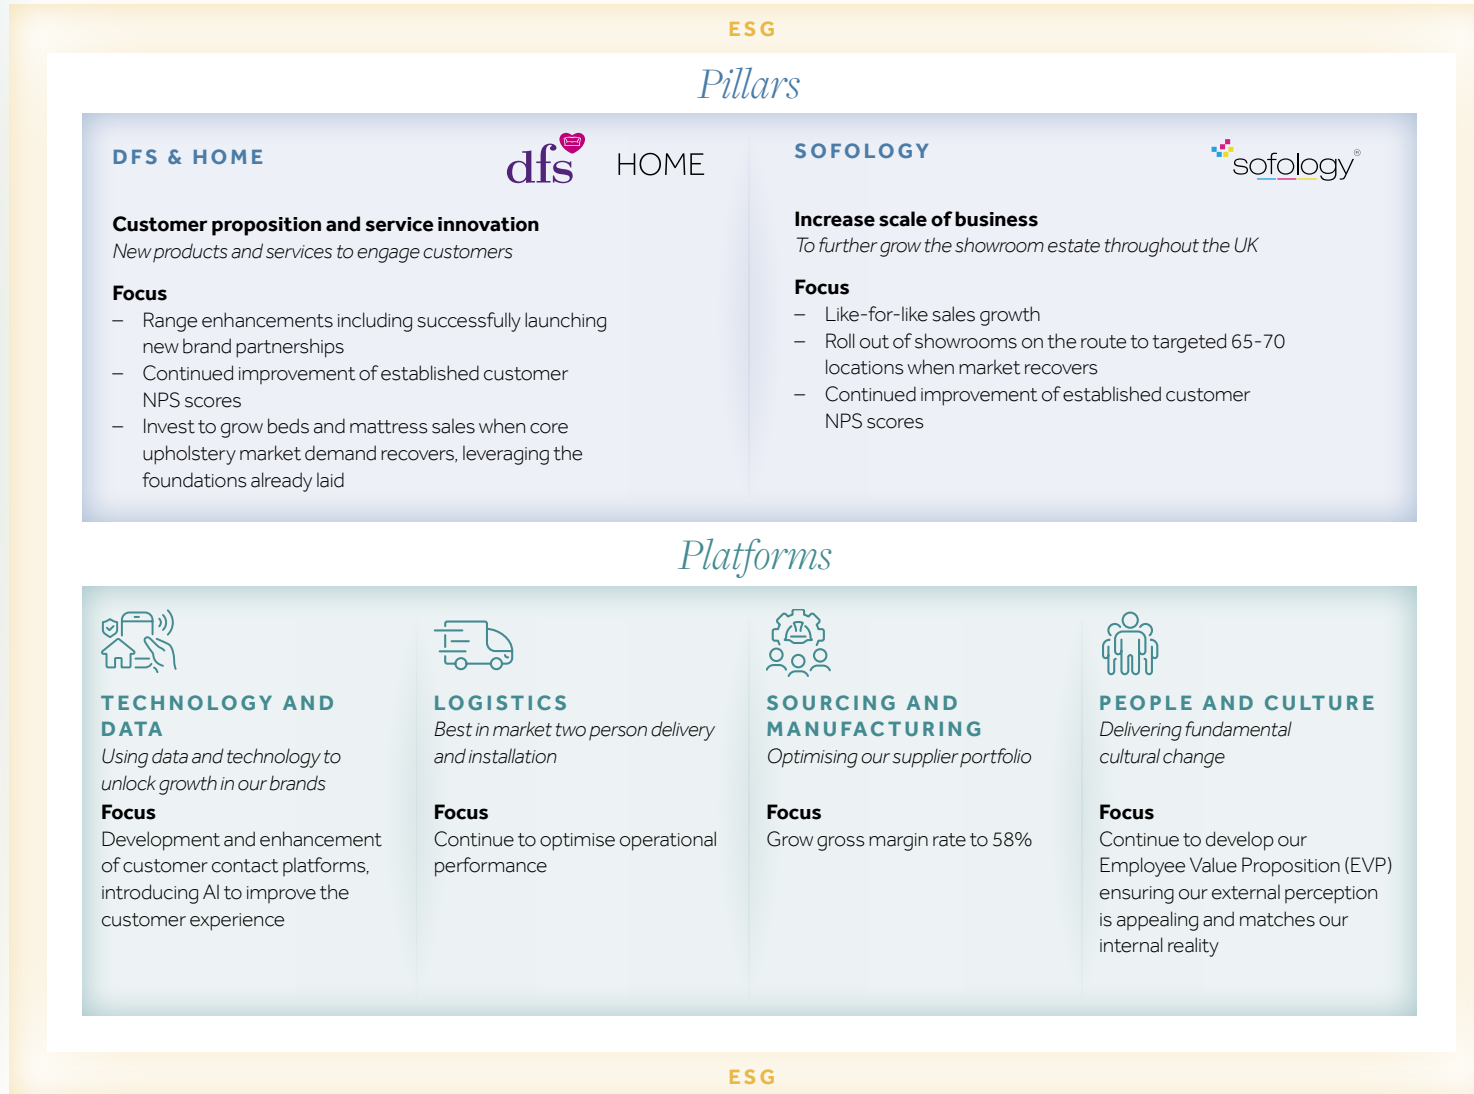 ESG
Pillars
DFS & HOME
dfs
HOME
Customer proposition and service innovation
New products and services to engage customers
Focus
– Range enhancements including successfully launching
new brand partnerships
– Continued improvement of established customer
NPS scores
– Invest to grow beds and mattress sales when core
upholstery market demand recovers, leveraging the
foundations already laid
SOFOLOGY
sofology®
Increase scale of business
To further grow the showroom estate throughout the UK
Focus
– Like-for-like sales growth
– Roll out of showrooms on the route to targeted 65-70
locations when market recovers
– Continued improvement of established customer
NPS scores
Platforms
TECHNOLOGY AND
DATA
Using data and technology to
unlock growth in our brands
Focus
Development and enhancement
of customer contact platforms,
introducing AI to improve the
customer experience
LOGISTICS
Best in market two person delivery
and installation
Focus
Continue to optimise operational
performance
SOURCING AND
MANUFACTURING
Optimising our supplier portfolio
Focus
Grow gross margin rate to 58%
PEOPLE AND CULTURE
Delivering fundamental
cultural change
Focus
Continue to develop our
Employee Value Proposition (EVP)
ensuring our external perception
is appealing and matches our
internal reality
ESG